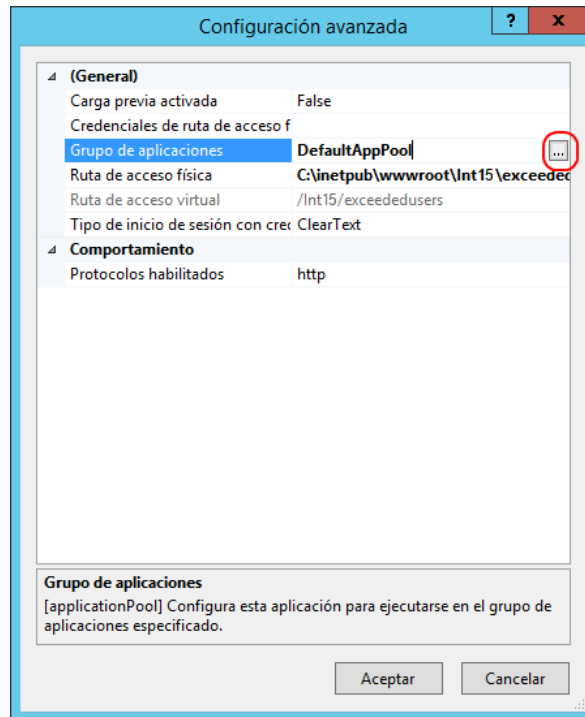 Configuración avanzada
? x
(General)
Carga previa activada False
Credenciales de ruta de acceso f
Grupo de aplicaciones DefaultAppPool ...
Ruta de acceso física C:\inetpub\wwwroot\Int15\exceeded
Ruta de acceso virtual /Int15/exceededusers
Tipo de inicio de sesión con crec ClearText
Comportamiento
Protocolos habilitados http
Grupo de aplicaciones
[applicationPool] Configura esta aplicación para ejecutarse en el grupo de
aplicaciones especificado.
Aceptar Cancelar